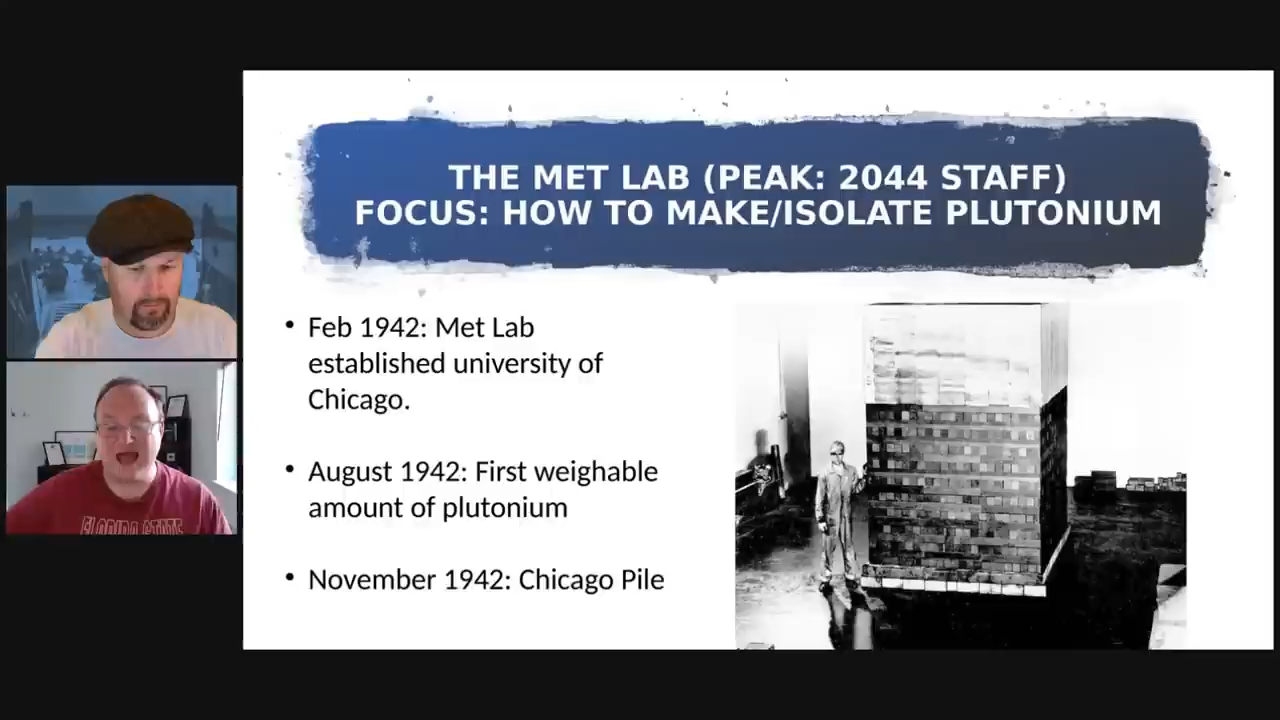 THE MET LAB (PEAK: 2044 STAFF)
FOCUS: HOW TO MAKE/ISOLATE PLUTONIUM
• Feb 1942: Met Lab
established university of
Chicago.
• August 1942: First weighable
amount of plutonium
• November 1942: Chicago Pile
FLORIDA STATE